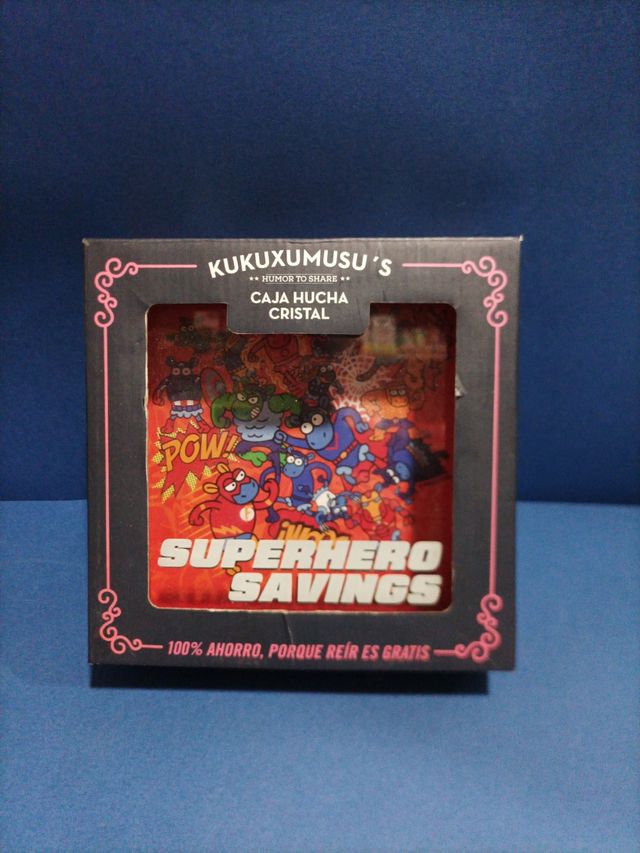 KUKUXUMUSU'S
** HUMOR TO SHARE **
CAJA HUCHA
CRISTAL
POW!
SUPERHERO
SAVINGS
100% AHORRO, PORQUE REÍR ES GRATIS